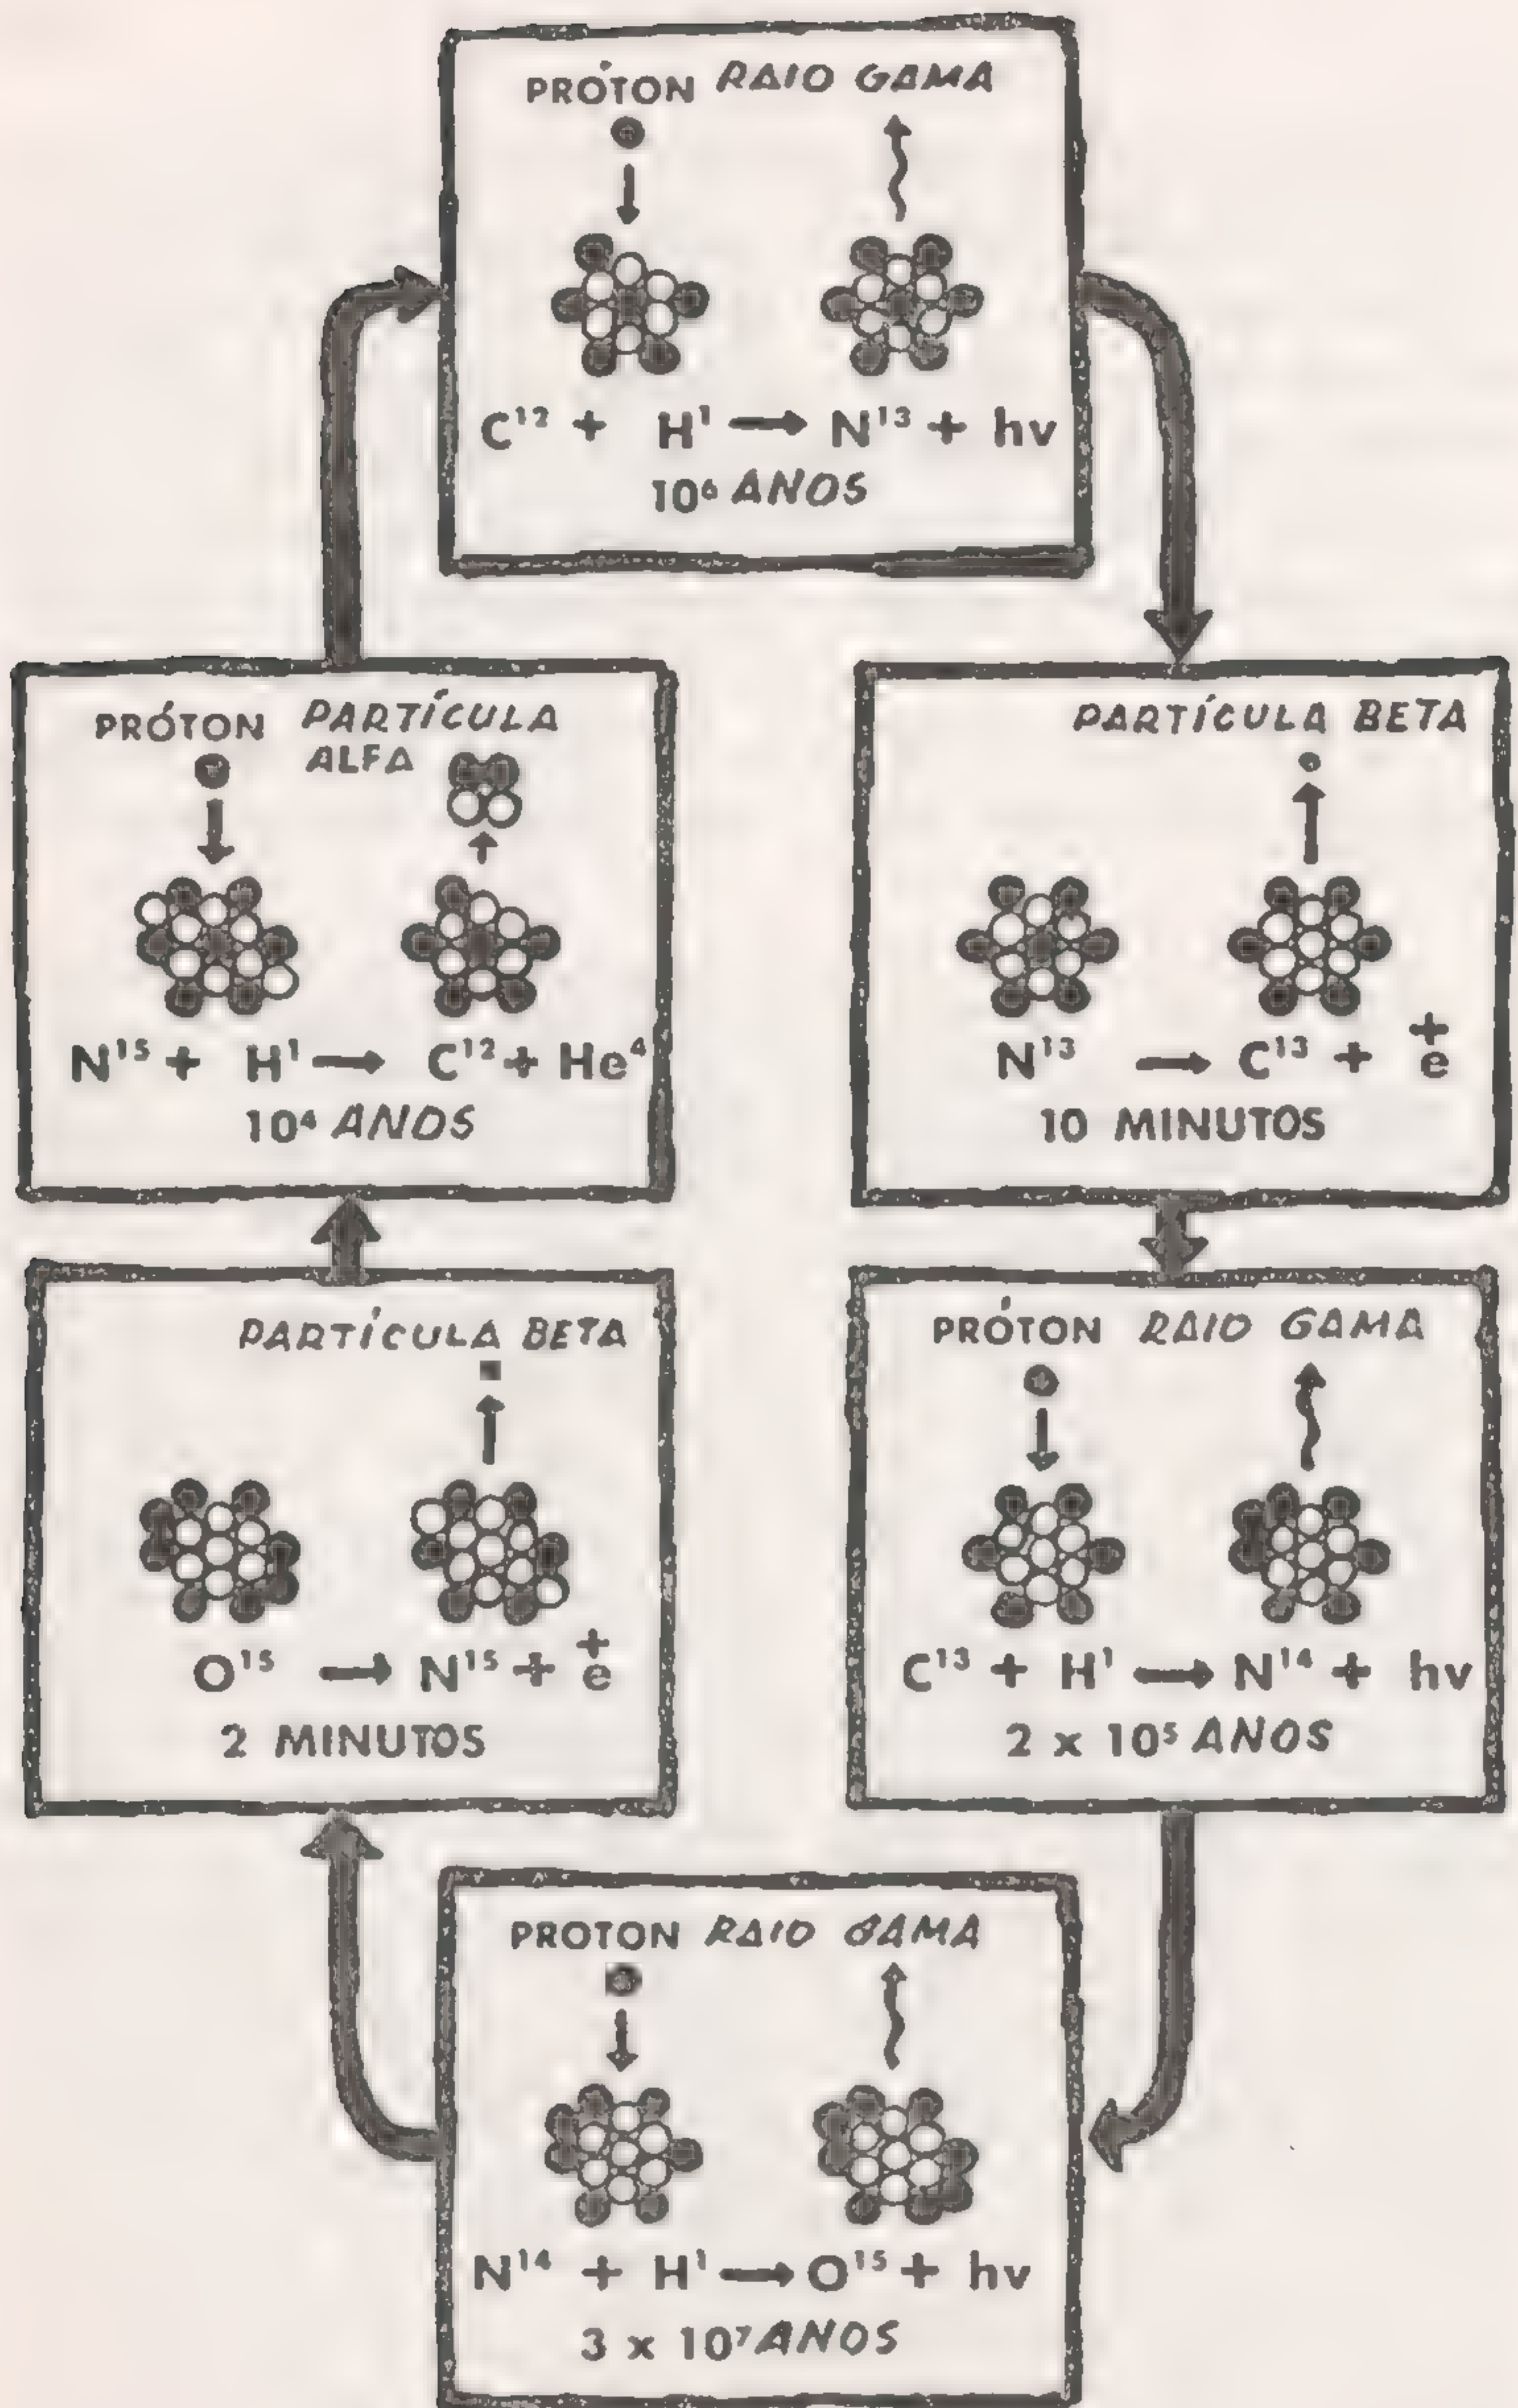 PRÓTON RAIO GAMA
C¹² + H¹ → N¹³ + hv
10⁶ ANOS
PARTÍCULA BETA
N¹³ → C¹³ + e⁺
10 MINUTOS
PRÓTON RAIO GAMA
C¹³ + H¹ → N¹⁴ + hv
2 x 10⁵ ANOS
PROTON RAIO GAMA
N¹⁴ + H¹ → O¹⁵ + hv
3 x 10⁷ ANOS
PARTÍCULA BETA
O¹⁵ → N¹⁵ + e⁺
2 MINUTOS
PRÓTON PARTÍCULA
ALFA
N¹⁵ + H¹ → C¹² + He⁴
10⁴ ANOS